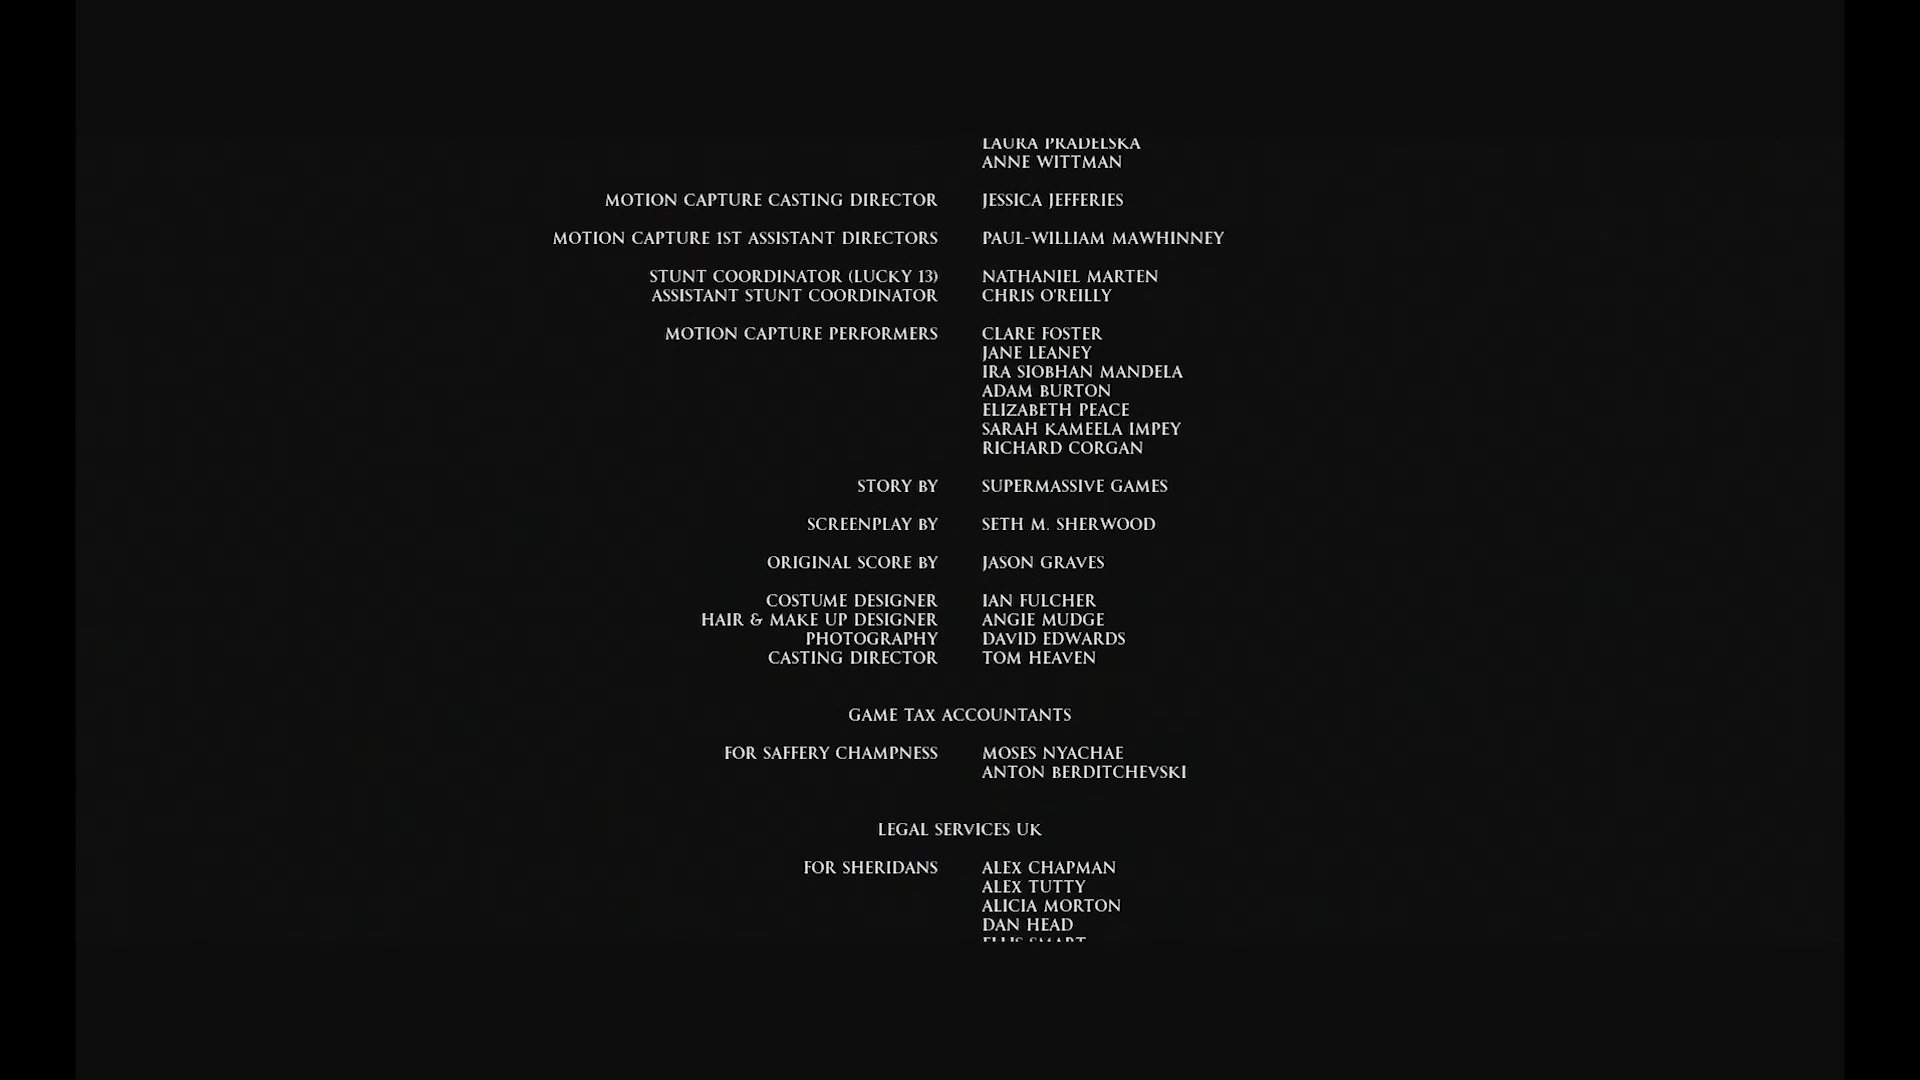 LAURA PRADELSKA
ANNE WITTMAN
MOTION CAPTURE CASTING DIRECTOR JESSICA JEFFERIES
MOTION CAPTURE 1ST ASSISTANT DIRECTORS PAUL-WILLIAM MAWHINNEY
STUNT COORDINATOR (LUCKY 13) NATHANIEL MARTEN
ASSISTANT STUNT COORDINATOR CHRIS O'REILLY
MOTION CAPTURE PERFORMERS CLARE FOSTER
JANE LEANEY
IRA SIOBHAN MANDELA
ADAM BURTON
ELIZABETH PEACE
SARAH KAMEELA IMPEY
RICHARD CORGAN
STORY BY SUPERMASSIVE GAMES
SCREENPLAY BY SETH M. SHERWOOD
ORIGINAL SCORE BY JASON GRAVES
COSTUME DESIGNER IAN FULCHER
HAIR & MAKE UP DESIGNER ANGIE MUDGE
PHOTOGRAPHY DAVID EDWARDS
CASTING DIRECTOR TOM HEAVEN
GAME TAX ACCOUNTANTS
FOR SAFFERY CHAMPNESS MOSES NYACHAE
ANTON BERDITCHEVSKI
LEGAL SERVICES UK
FOR SHERIDANS ALEX CHAPMAN
ALEX TUTTY
ALICIA MORTON
DAN HEAD